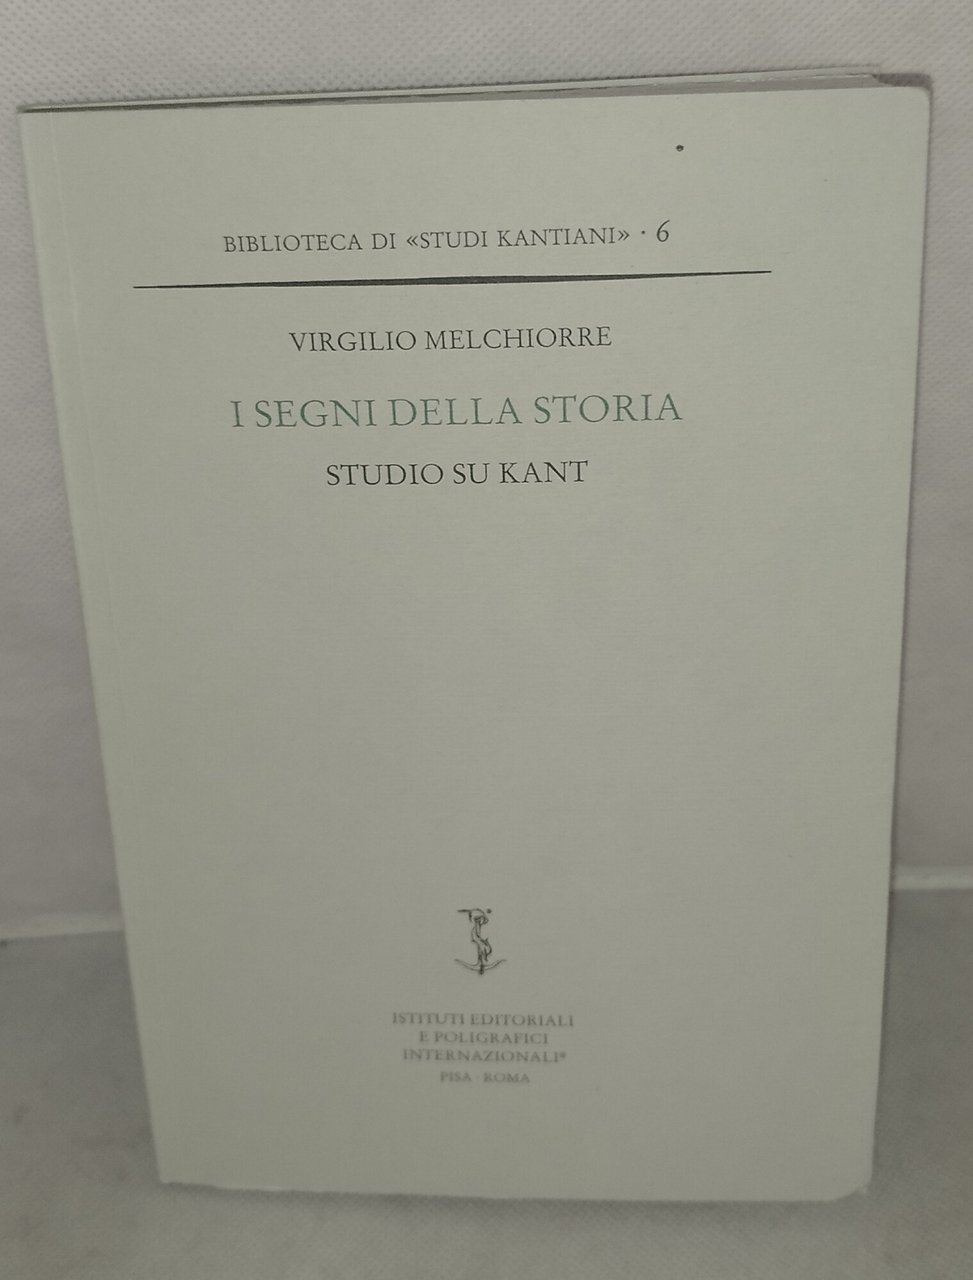 BIBLIOTECA DI «STUDI KANTIANI» · 6
VIRGILIO MELCHIORRE
I SEGNI DELLA STORIA
STUDIO SU KANT
ISTITUTI EDITORIALI
E POLIGRAFICI
INTERNAZIONALI®
PISA · ROMA